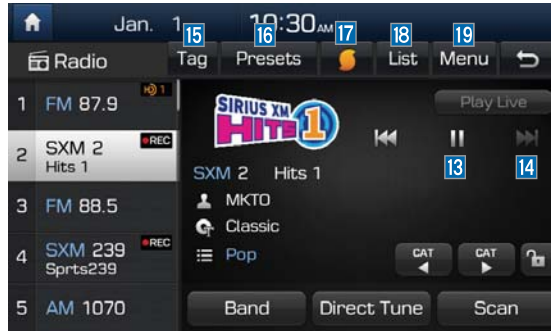 Jan. 1 10:30 AM
15 16 17 18 19
Radio Tag Presets List Menu
1 FM 87.9 HD 1
2 SXM 2 REC
Hits 1
3 FM 88.5
4 SXM 239 REC
Sprts239
5 AM 1070
SIRIUS XM
HITS 1
Play Live
13 14
SXM 2 Hits 1
MKTO
Classic
Pop
CAT CAT
Band Direct Tune Scan